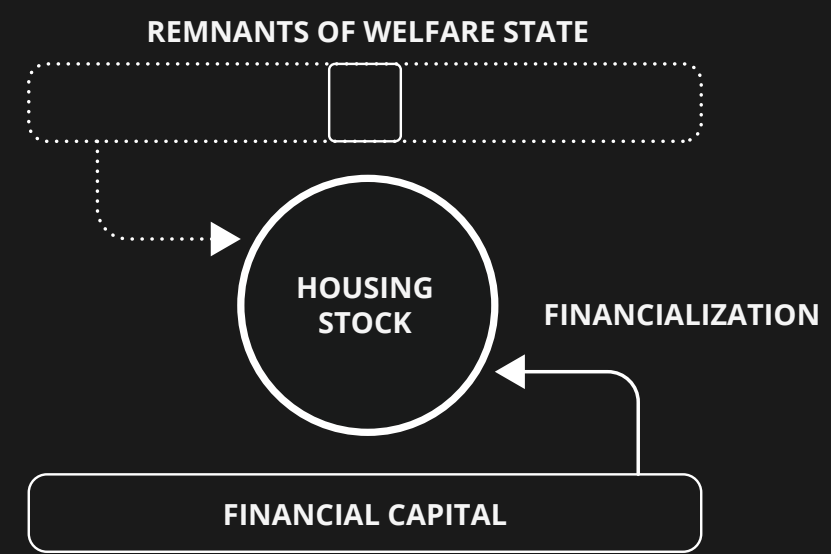 REMNANTS OF WELFARE STATE
HOUSING
STOCK
FINANCIALIZATION
FINANCIAL CAPITAL